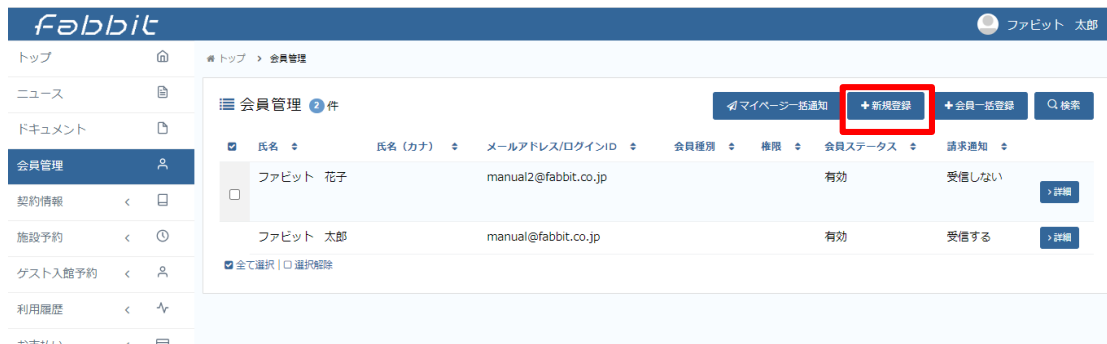 fabbit
ファビット 太郎
トップ
ニュース
ドキュメント
会員管理
契約情報
施設予約
ゲスト入館予約
利用履歴
お支払い
トップ > 会員管理
会員管理 2 件
マイページ一括通知
+新規登録
+会員一括登録
検索
氏名 氏名（カナ） メールアドレス/ログインID 会員種別 権限 会員ステータス 請求通知
ファビット 花子 manual2@fabbit.co.jp 有効 受信しない >詳細
ファビット 太郎 manual@fabbit.co.jp 有効 受信する >詳細
全て選択 | 選択解除